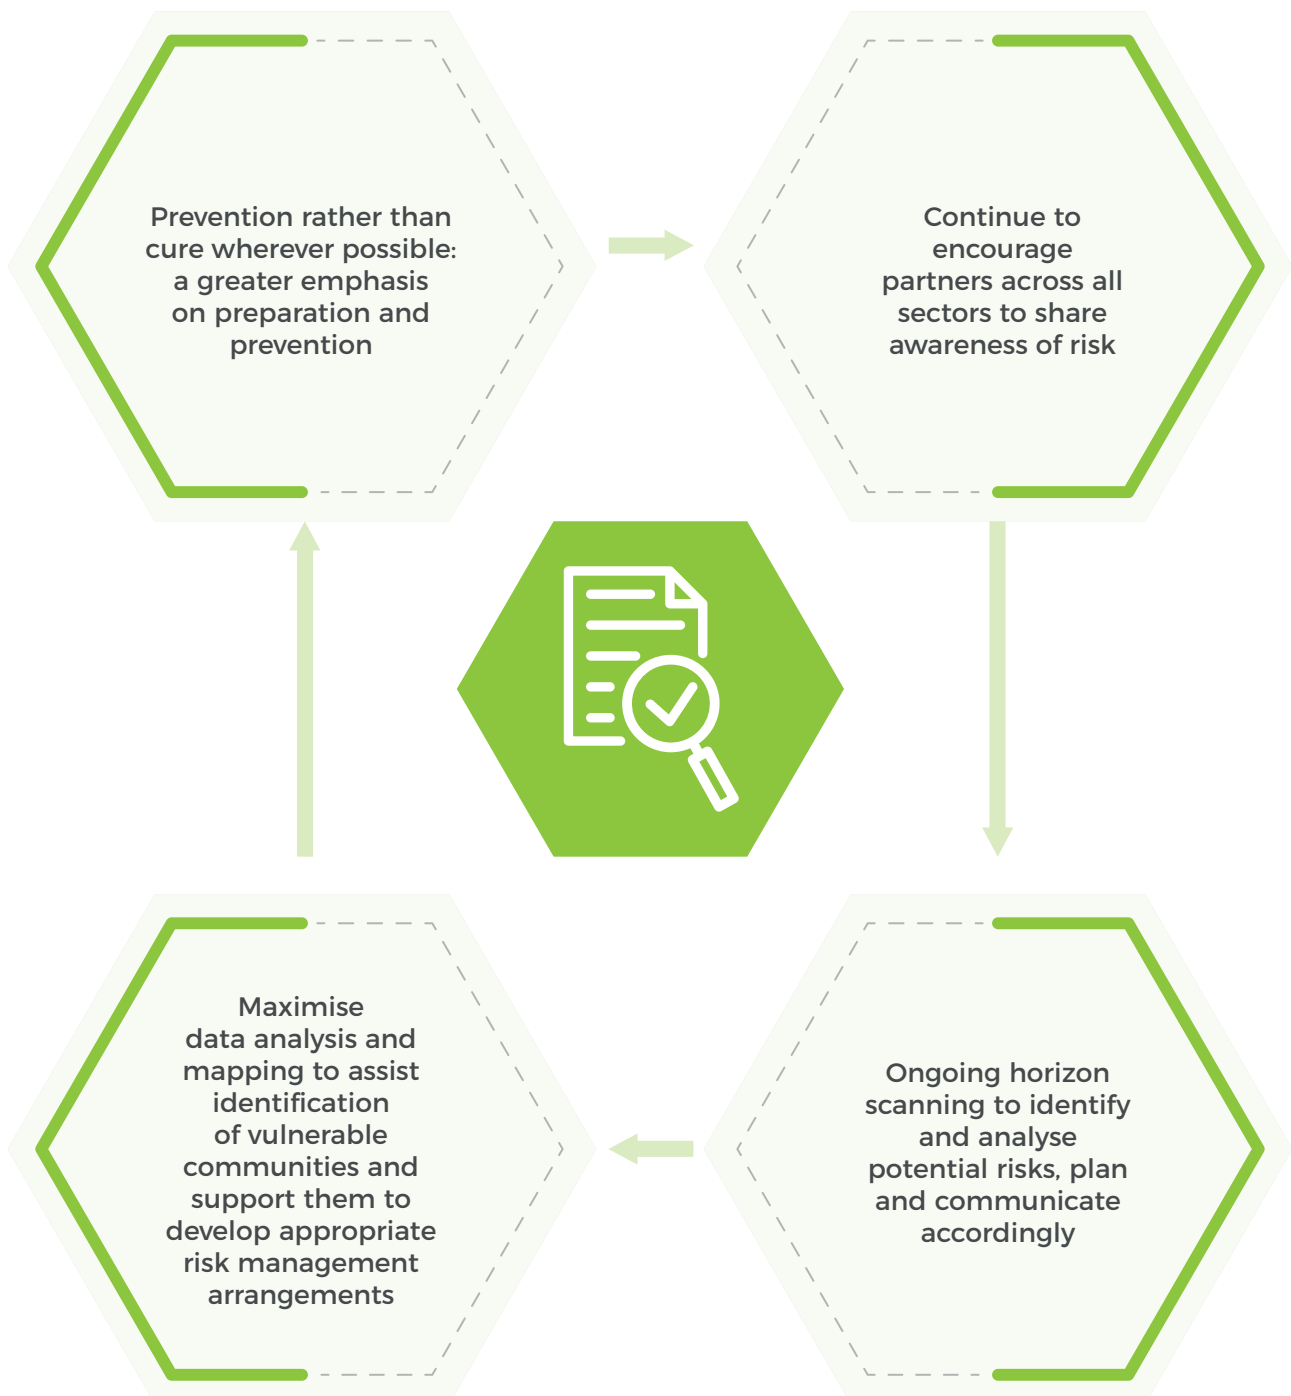 Prevention rather than
cure wherever possible:
a greater emphasis
on preparation and
prevention
Continue to
encourage
partners across all
sectors to share
awareness of risk
Ongoing horizon
scanning to identify
and analyse
potential risks, plan
and communicate
accordingly
Maximise
data analysis and
mapping to assist
identification
of vulnerable
communities and
support them to
develop appropriate
risk management
arrangements